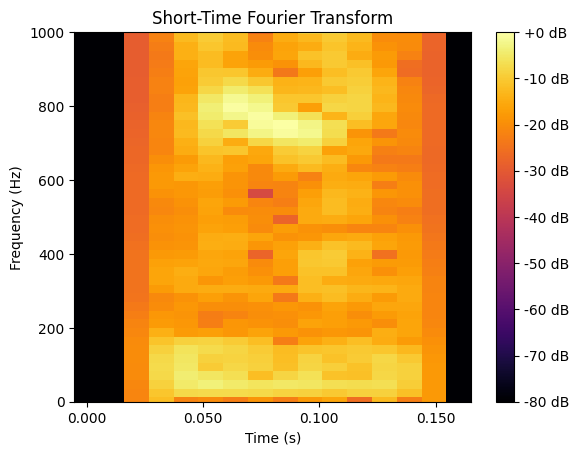 Short-Time Fourier Transform
1000
800
600
400
200
0
Frequency (Hz)
0.000
0.050
0.100
0.150
Time (s)
+0 dB
-10 dB
-20 dB
-30 dB
-40 dB
-50 dB
-60 dB
-70 dB
-80 dB